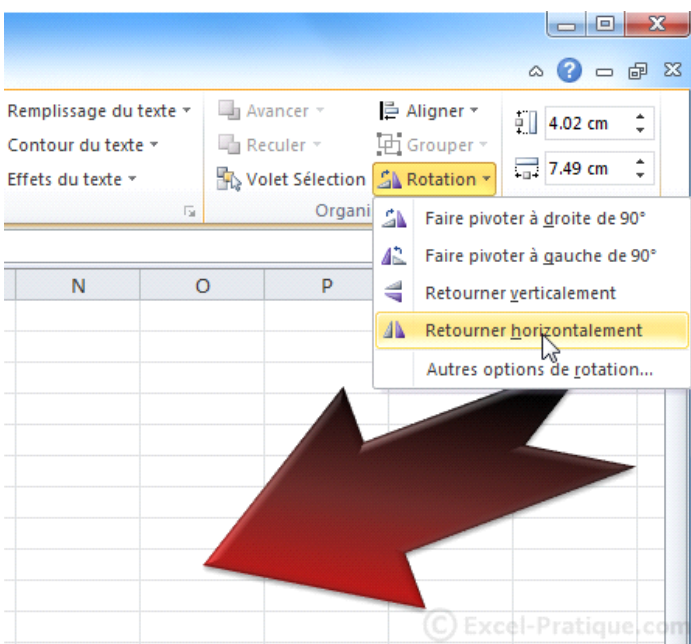 Remplissage du texte
Avancer
Aligner
4.02 cm
Contour du texte
Reculer
Grouper
Effets du texte
Volet Sélection
Rotation
7.49 cm
Organi
Faire pivoter à droite de 90°
Faire pivoter à gauche de 90°
Retourner verticalement
Retourner horizontalement
Autres options de rotation...
N
O
P
© Excel-Pratique.com